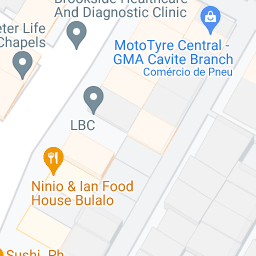 Brookside Healthcare
And Diagnostic Clinic
eter Life
Chapels
MotoTyre Central -
GMA Cavite Branch
Comércio de Pneu
LBC
Ninio & Ian Food
House Bulalo
Sushi, Ph